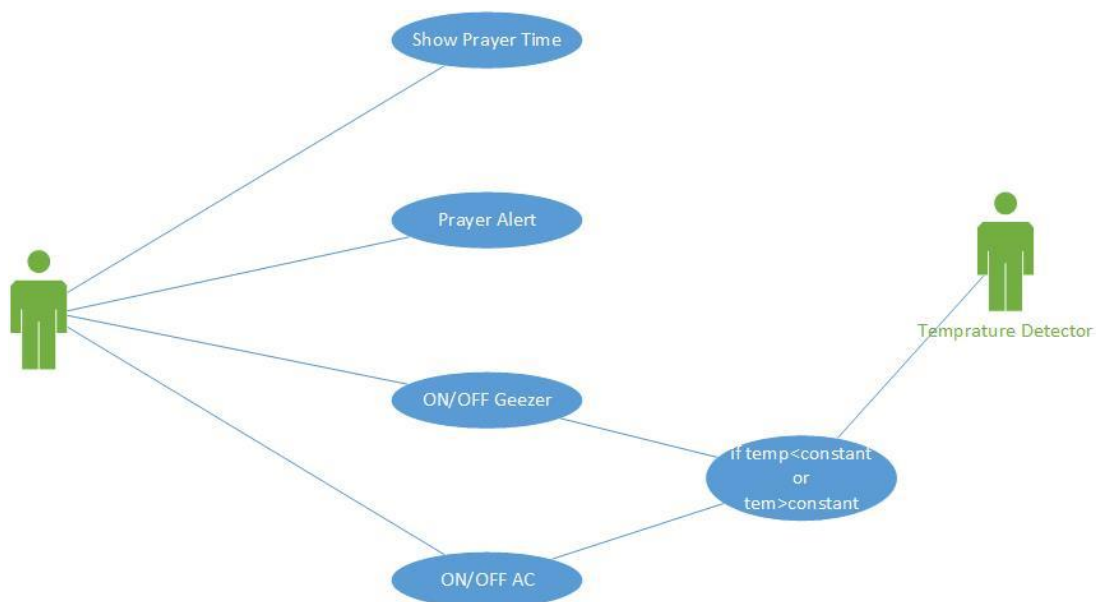 Show Prayer Time
Prayer Alert
Temprature Detector
ON/OFF Geezer
if temp<constant
or
tem>constant
ON/OFF AC